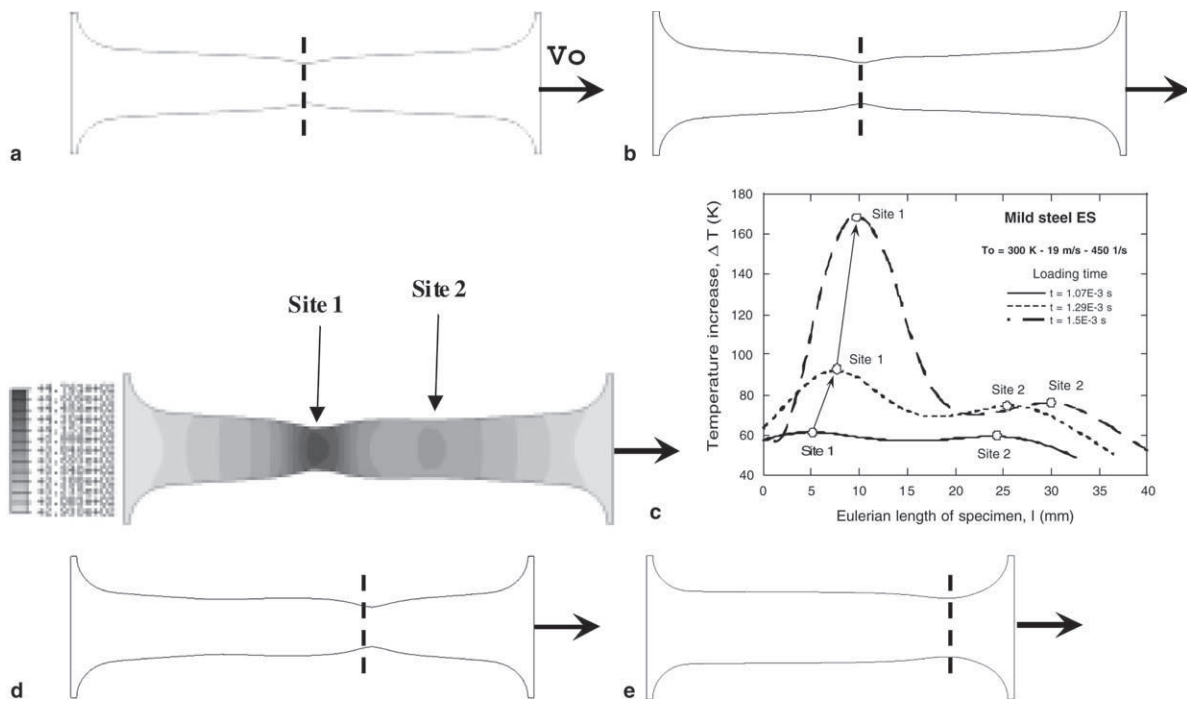 Vo
a
b
Site 1
Site 2
180
160
140
120
100
80
60
40
Temperature increase, Δ T (K)
Site 1
Mild steel ES
To = 300 K - 19 m/s - 450 1/s
Loading time
t = 1.07E-3 s
t = 1.29E-3 s
t = 1.5E-3 s
Site 1
Site 2
Site 2
Site 1
Site 2
0 5 10 15 20 25 30 35 40
Eulerian length of specimen, l (mm)
c
d
e